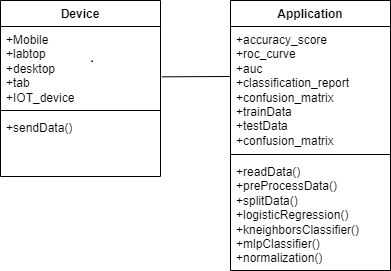 Device
+Mobile
+labtop
+desktop
+tab
+IOT_device
+sendData()
Application
+accuracy_score
+roc_curve
+auc
+classification_report
+confusion_matrix
+trainData
+testData
+confusion_matrix
+readData()
+preProcessData()
+splitData()
+logisticRegression()
+kneighborsClassifier()
+mlpClassifier()
+normalization()